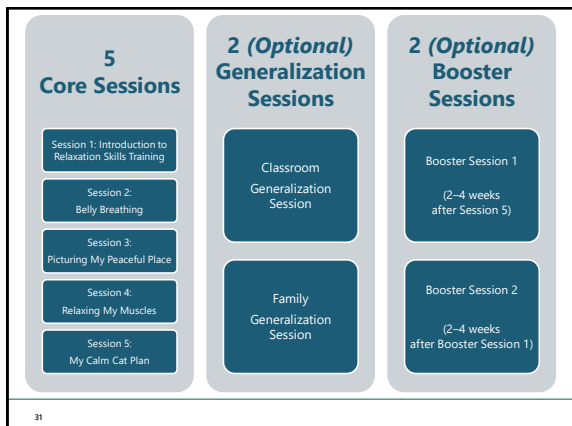 5
Core Sessions
Session 1: Introduction to
Relaxation Skills Training
Session 2:
Belly Breathing
Session 3:
Picturing My Peaceful Place
Session 4:
Relaxing My Muscles
Session 5:
My Calm Cat Plan
2 (Optional)
Generalization
Sessions
Classroom
Generalization
Session
Family
Generalization
Session
2 (Optional)
Booster
Sessions
Booster Session 1
(2–4 weeks
after Session 5)
Booster Session 2
(2–4 weeks
after Booster Session 1)
31